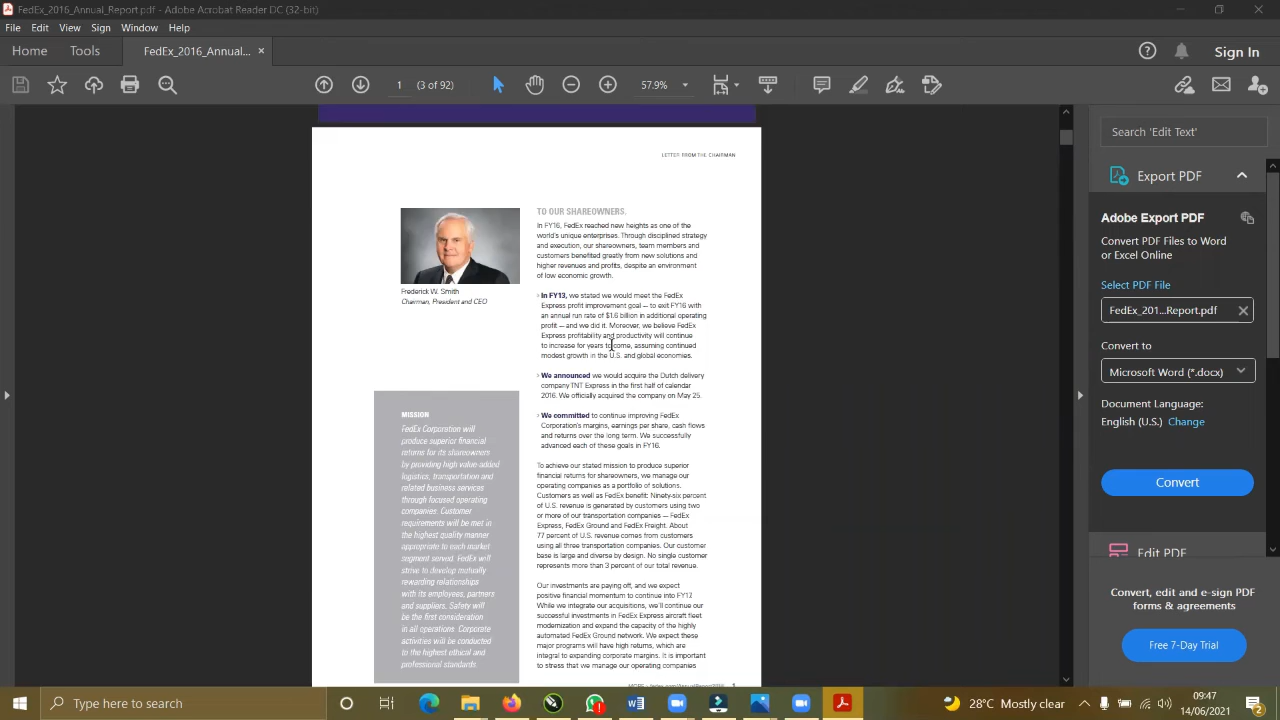 FedEx_2016_Annual_Report.pdf - Adobe Acrobat Reader DC (32-bit)
File Edit View Sign Window Help
Home Tools FedEx_2016_Annual... × Sign In
1 (3 of 92) 57.9%
LETTER FROM THE CHAIRMAN
Frederick W. Smith
Chairman, President and CEO
MISSION
FedEx Corporation will
produce superior financial
returns for its shareowners
by providing high value-added
logistics, transportation and
related business services
through focused operating
companies. Customer
requirements will be met in
the highest quality manner
appropriate to each market
segment served. FedEx will
strive to develop mutually
rewarding relationships
with its employees, partners
and suppliers. Safety will
be the first consideration
in all operations. Corporate
activities will be conducted
to the highest ethical and
professional standards.
TO OUR SHAREOWNERS,
In FY16, FedEx reached new heights as one of the
world's unique enterprises. Through disciplined strategy
and execution, our shareowners, team members and
customers benefited greatly from new solutions and
higher revenues and profits, despite an environment
of low economic growth.
› In FY13, we stated we would meet the FedEx
Express profit improvement goal — to exit FY16 with
an annual run rate of $1.6 billion in additional operating
profit — and we did it. Moreover, we believe FedEx
Express profitability and productivity will continue
to increase for years to come, assuming continued
modest growth in the U.S. and global economies.
› We announced we would acquire the Dutch delivery
company TNT Express in the first half of calendar
2016. We officially acquired the company on May 25.
› We committed to continue improving FedEx
Corporation's margins, earnings per share, cash flows
and returns over the long term. We successfully
advanced each of these goals in FY16.
To achieve our stated mission to produce superior
financial returns for shareowners, we manage our
operating companies as a portfolio of solutions.
Customers as well as FedEx benefit: Ninety-six percent
of U.S. revenue is generated by customers using two
or more of our transportation companies — FedEx
Express, FedEx Ground and FedEx Freight. About
77 percent of U.S. revenue comes from customers
using all three transportation companies. Our customer
base is large and diverse by design. No single customer
represents more than 3 percent of our total revenue.
Our investments are paying off, and we expect
positive financial momentum to continue into FY17.
While we integrate our acquisitions, we'll continue our
successful investments in FedEx Express aircraft fleet
modernization and expand the capacity of the highly
automated FedEx Ground network. We expect these
major programs will have high returns, which are
integral to expanding corporate margins. It is important
to stress that we manage our operating companies
Search 'Edit Text'
Export PDF
Adobe Export PDF
Convert PDF Files to Word
or Excel Online
Select PDF File
FedEx_201...Report.pdf ×
Convert to
Microsoft Word (*.docx)
Document Language:
English (U.S.) Change
Convert
Edit PDF
Convert, edit and e-sign PDF
forms & agreements
Free 7-Day Trial
Type here to search
28°C Mostly clear
09:47
14/06/2021
2